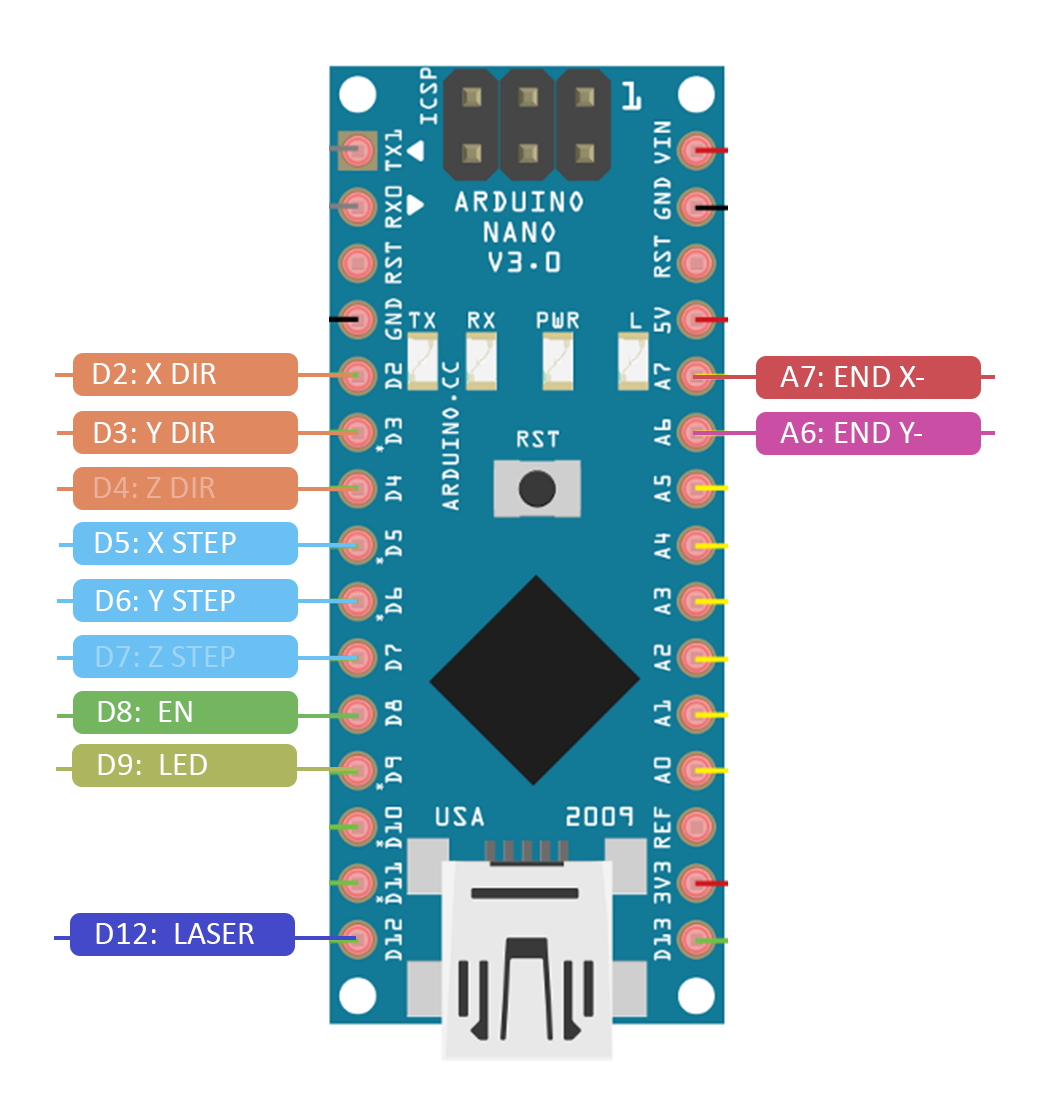 ICSP
1
TX1
RX0
RST
GND
D2
*D3
D4
*D5
*D6
D7
D8
*D9
*D10
*D11
D12
VIN
GND
RST
5V
A7
A6
A5
A4
A3
A2
A1
A0
REF
3V3
D13
ARDUINO
NANO
V3.0
TX RX PWR L
ARDUINO.CC
RST
USA 2009
D2: X DIR
D3: Y DIR
D4: Z DIR
D5: X STEP
D6: Y STEP
D7: Z STEP
D8: EN
D9: LED
D12: LASER
A7: END X-
A6: END Y-